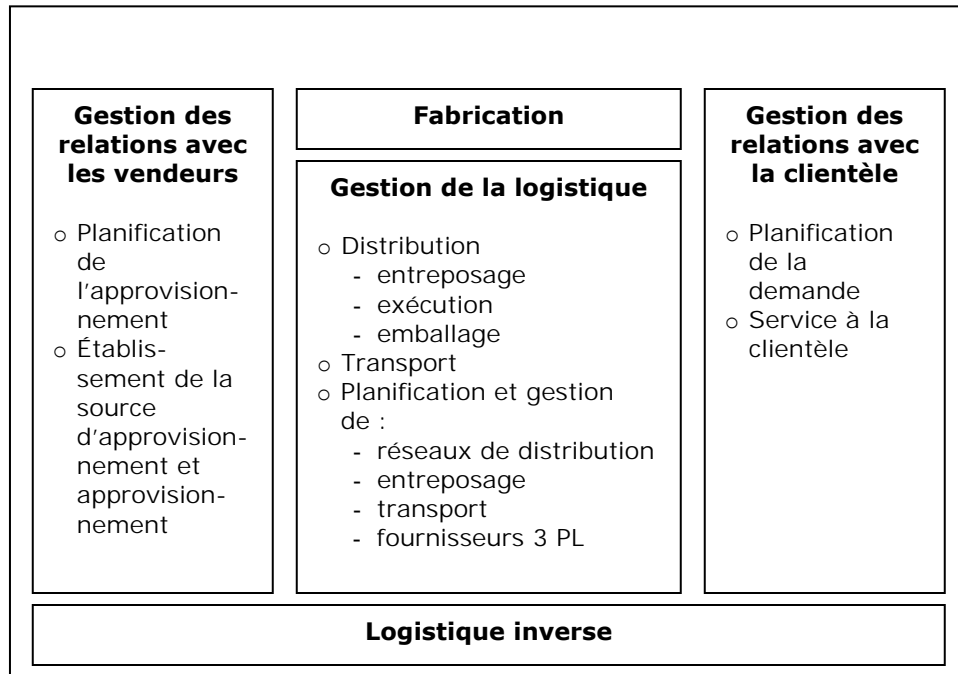 Gestion des
relations avec
les vendeurs
o Planification
de
l'approvision-
nement
o Établis-
sement de la
source
d'approvision-
nement et
approvision-
nement
Fabrication
Gestion de la logistique
o Distribution
- entreposage
- exécution
- emballage
o Transport
o Planification et gestion
de :
- réseaux de distribution
- entreposage
- transport
- fournisseurs 3 PL
Gestion des
relations avec
la clientèle
o Planification
de la
demande
o Service à la
clientèle
Logistique inverse